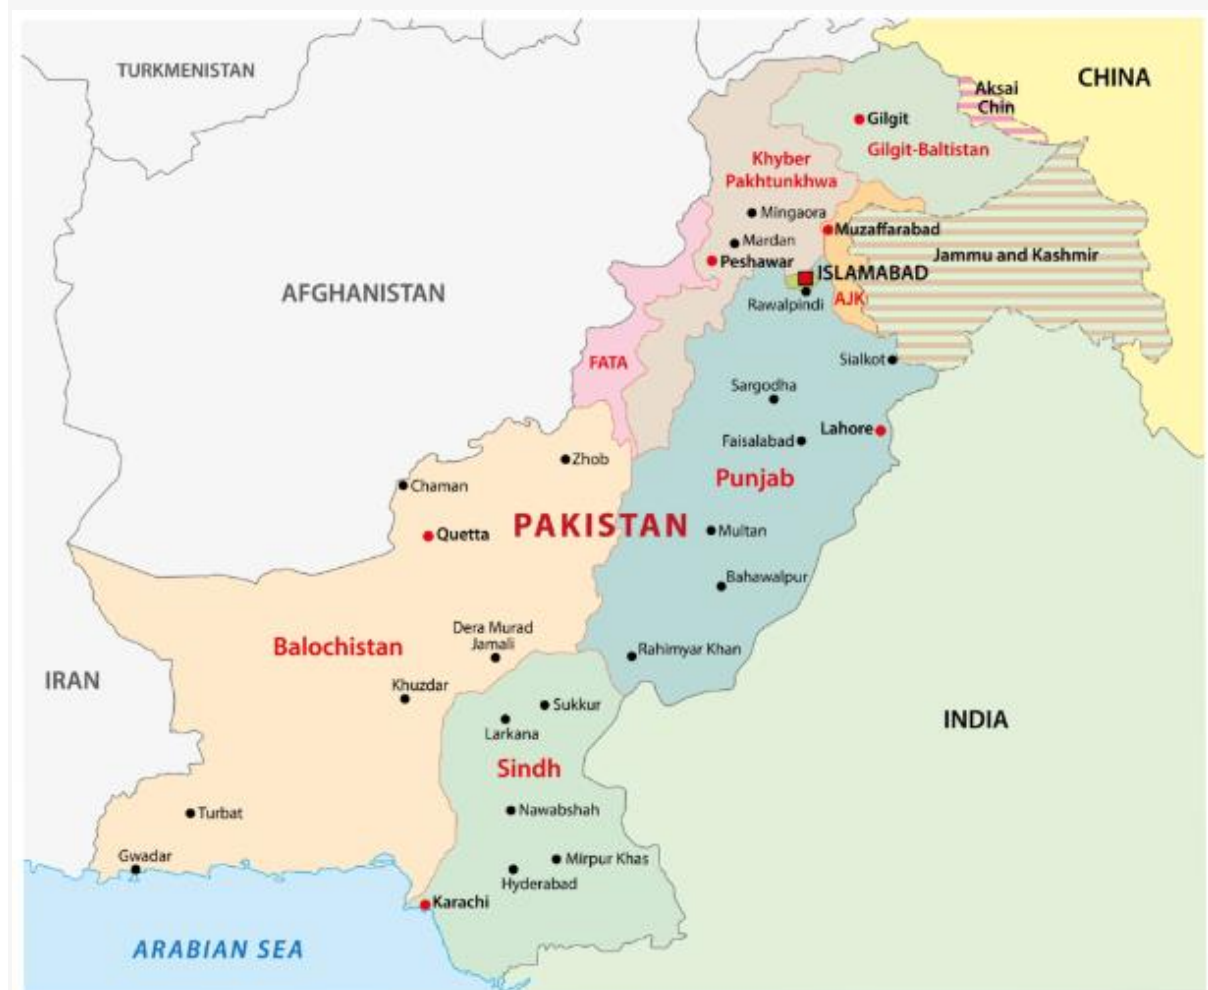 TURKMENISTAN
CHINA
Aksai
Chin
Gilgit
Gilgit-Baltistan
Khyber
Pakhtunkhwa
Mingaora
Muzaffarabad
Mardan
Jammu and Kashmir
Peshawar
ISLAMABAD
AFGHANISTAN
Rawalpindi
AJK
FATA
Sialkot
Sargodha
Lahore
Faisalabad
Zhob
Punjab
Chaman
PAKISTAN
Quetta
Multan
Bahawalpur
Dera Murad
Jamali
Balochistan
Rahimyar Khan
IRAN
Khuzdar
Sukkur
INDIA
Larkana
Sindh
Nawabshah
Turbat
Gwadar
Mirpur Khas
Hyderabad
Karachi
ARABIAN SEA